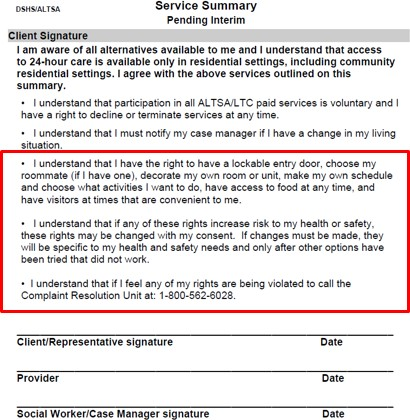 DSHS/ALTSA
Service Summary
Pending Interim
Client Signature
I am aware of all alternatives available to me and I understand that access
to 24-hour care is available only in residential settings, including community
residential settings. I agree with the above services outlined on this
summary.
• I understand that participation in all ALTSA/LTC paid services is voluntary and I
have a right to decline or terminate services at any time.
• I understand that I must notify my case manager if I have a change in my living
situation.
• I understand that I have the right to have a lockable entry door, choose my
roommate (if I have one), decorate my own room or unit, make my own schedule
and choose what activities I want to do, have access to food at any time, and
have visitors at times that are convenient to me.
• I understand that if any of these rights increase risk to my health or safety,
these rights may be changed with my consent. If changes must be made, they
will be specific to my health and safety needs and only after other options have
been tried that did not work.
• I understand that if I feel any of my rights are being violated to call the
Complaint Resolution Unit at: 1-800-562-6028.
Client/Representative signature Date
Provider Date
Social Worker/Case Manager signature Date